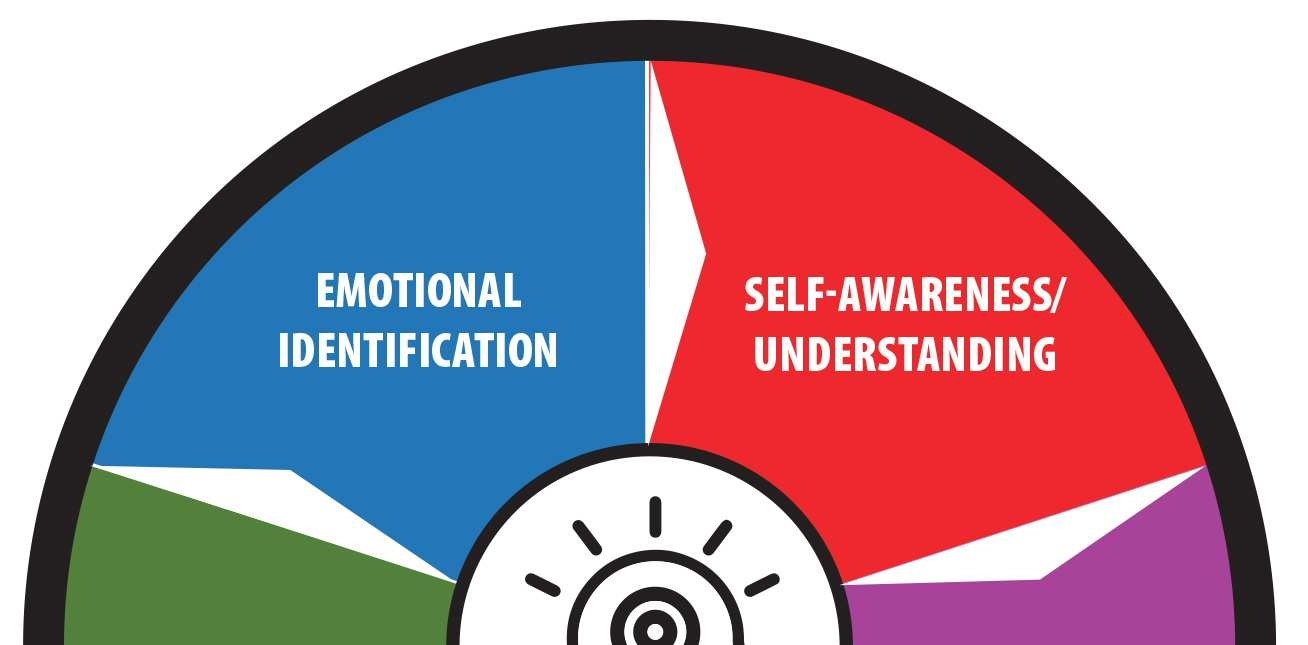 EMOTIONAL
IDENTIFICATION
SELF-AWARENESS/
UNDERSTANDING